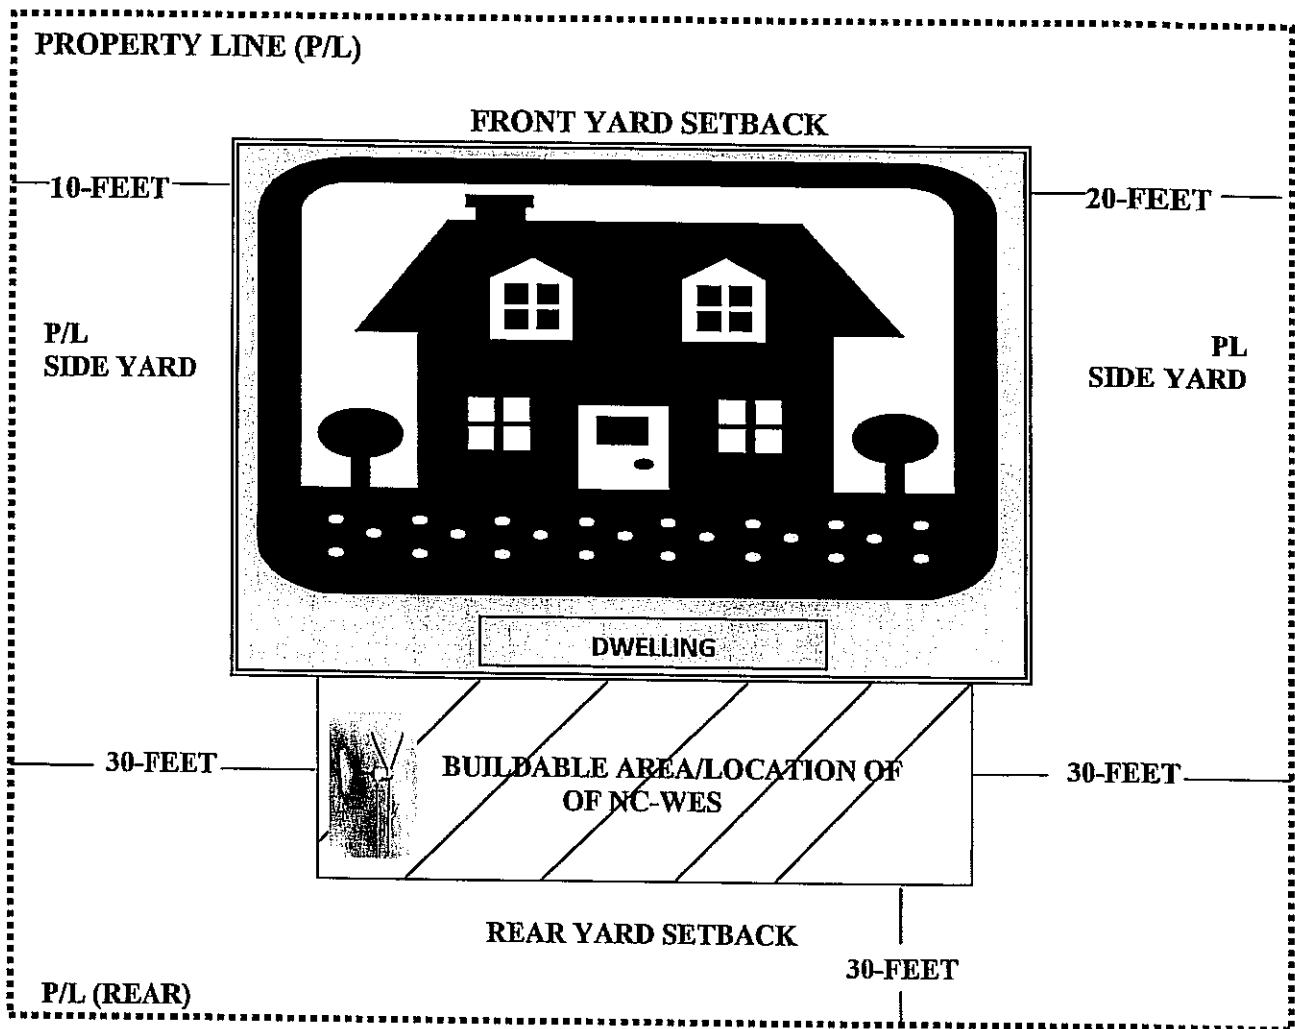 PROPERTY LINE (P/L)
FRONT YARD SETBACK
10-FEET
20-FEET
P/L
SIDE YARD
PL
SIDE YARD
DWELLING
30-FEET
BUILDABLE AREA/LOCATION OF
OF NC-WES
30-FEET
REAR YARD SETBACK
30-FEET
P/L (REAR)